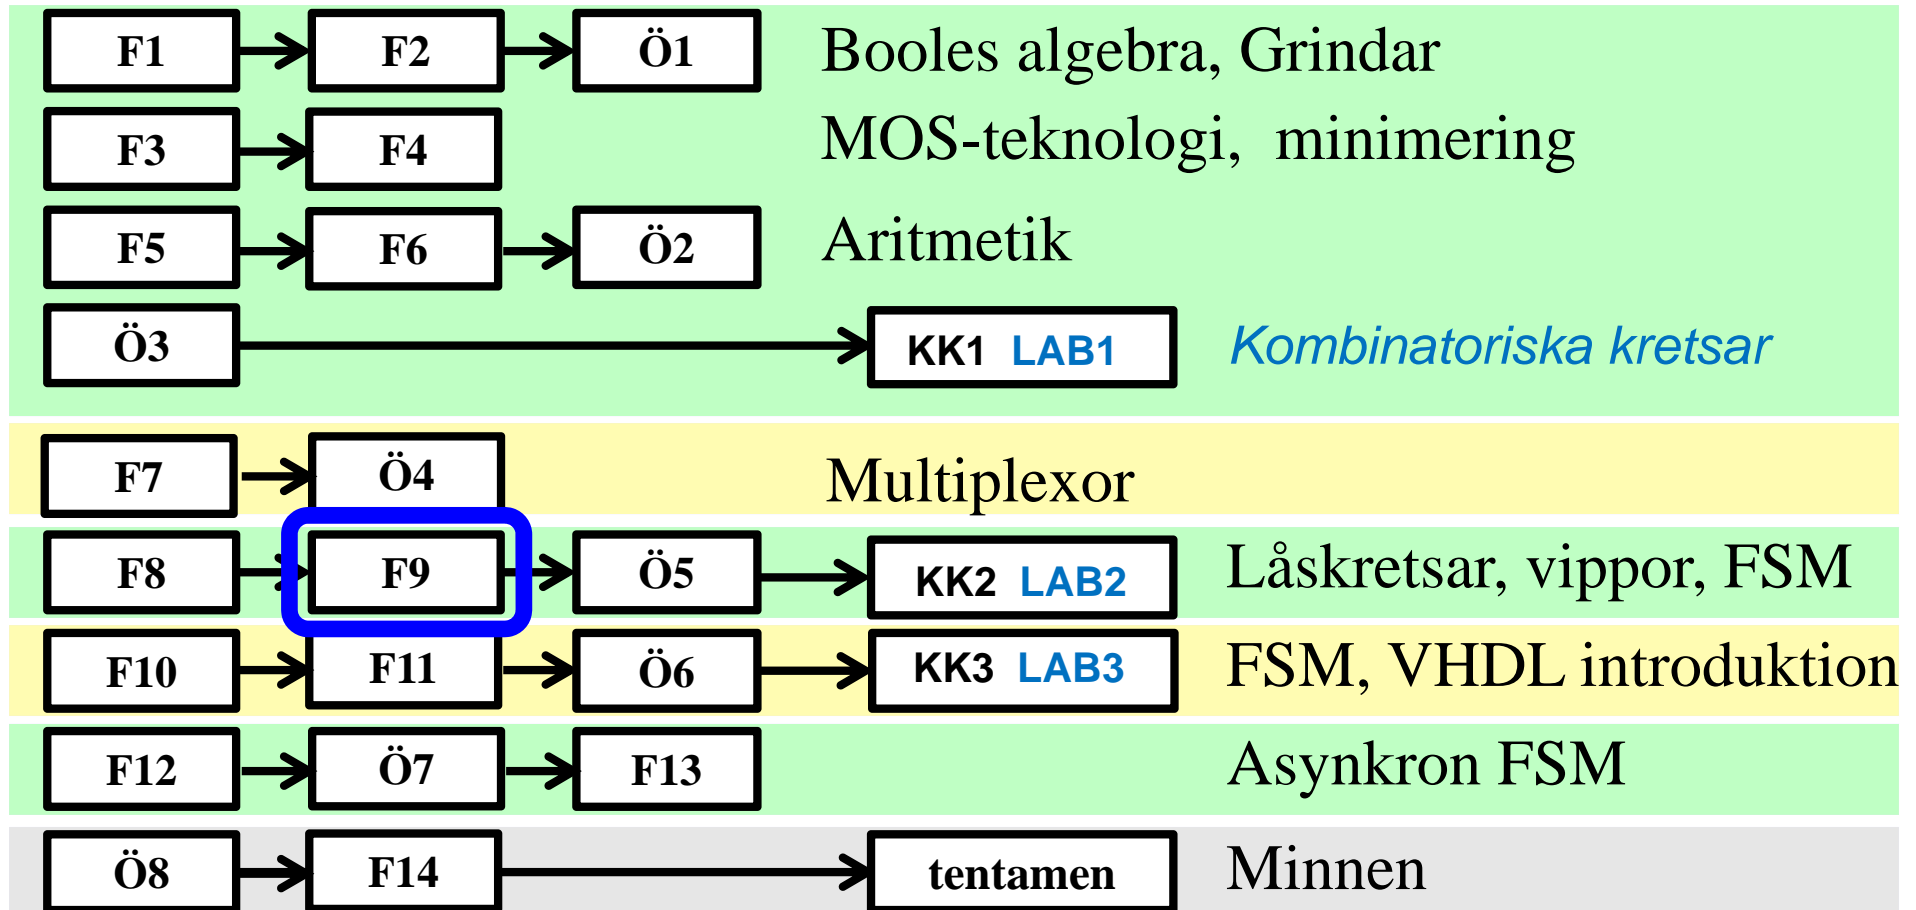 F1 F2 Ö1 Booles algebra, Grindar
F3 F4 MOS-teknologi, minimering
F5 F6 Ö2 Aritmetik
Ö3 KK1 LAB1 Kombinatoriska kretsar
F7 Ö4 Multiplexor
F8 F9 Ö5 KK2 LAB2 Låskretsar, vippor, FSM
F10 F11 Ö6 KK3 LAB3 FSM, VHDL introduktion
F12 Ö7 F13 Asynkron FSM
Ö8 F14 tentamen Minnen